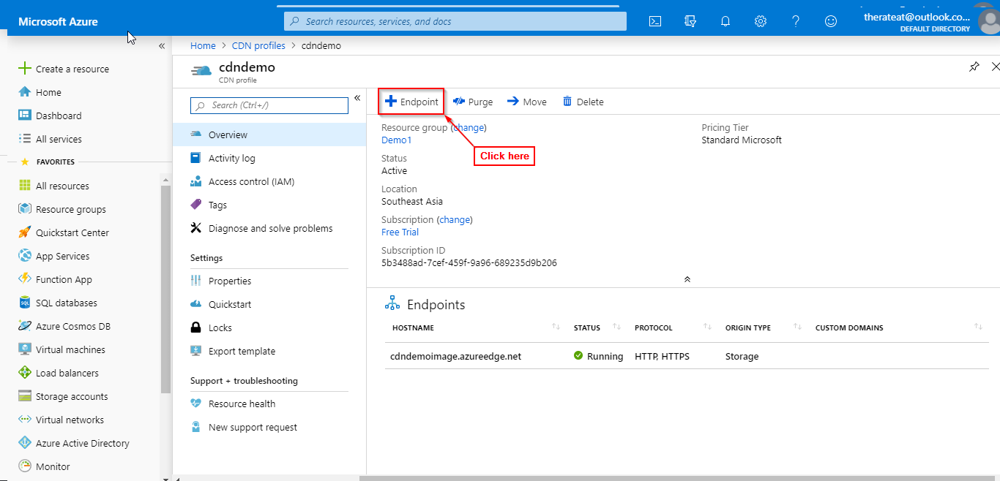 Microsoft Azure
Search resources, services, and docs
therateat@outlook.co...
DEFAULT DIRECTORY
Create a resource
Home
Dashboard
All services
FAVORITES
All resources
Resource groups
Quickstart Center
App Services
Function App
SQL databases
Azure Cosmos DB
Virtual machines
Load balancers
Storage accounts
Virtual networks
Azure Active Directory
Monitor
Home > CDN profiles > cdndemo
cdndemo
CDN profile
Search (Ctrl+/)
Overview
Activity log
Access control (IAM)
Tags
Diagnose and solve problems
Settings
Properties
Quickstart
Locks
Export template
Support + troubleshooting
Resource health
New support request
Endpoint Purge Move Delete
Click here
Resource group (change)
Demo1
Status
Active
Location
Southeast Asia
Subscription (change)
Free Trial
Subscription ID
5b3488ad-7cef-459f-9a96-689235d9b206
Pricing Tier
Standard Microsoft
Endpoints
HOSTNAME STATUS PROTOCOL ORIGIN TYPE CUSTOM DOMAINS
cdndemoimage.azureedge.net Running HTTP, HTTPS Storage